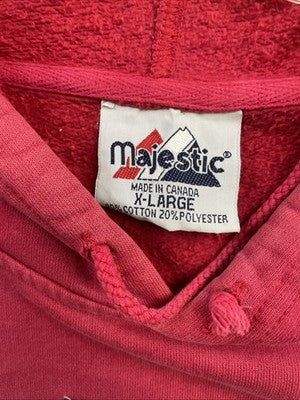 Majestic®
MADE IN CANADA
X-LARGE
COTTON 20% POLYESTER